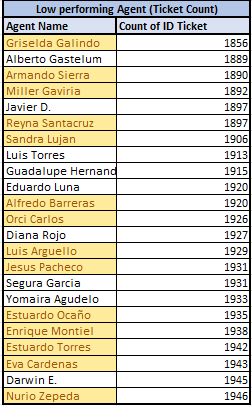 Low performing Agent (Ticket Count)
Agent Name Count of ID Ticket
Griselda Galindo 1856
Alberto Gastelum 1889
Armando Sierra 1890
Miller Gaviria 1892
Javier D. 1897
Reyna Santacruz 1897
Sandra Lujan 1906
Luis Torres 1913
Guadalupe Hernand 1915
Eduardo Luna 1920
Alfredo Barreras 1920
Orci Carlos 1926
Diana Rojo 1927
Luis Arguello 1929
Jesus Pacheco 1931
Segura Garcia 1931
Yomaira Agudelo 1933
Estuardo Ocaño 1935
Enrique Montiel 1938
Estuardo Torres 1942
Eva Cardenas 1943
Darwin E. 1945
Nurio Zepeda 1946